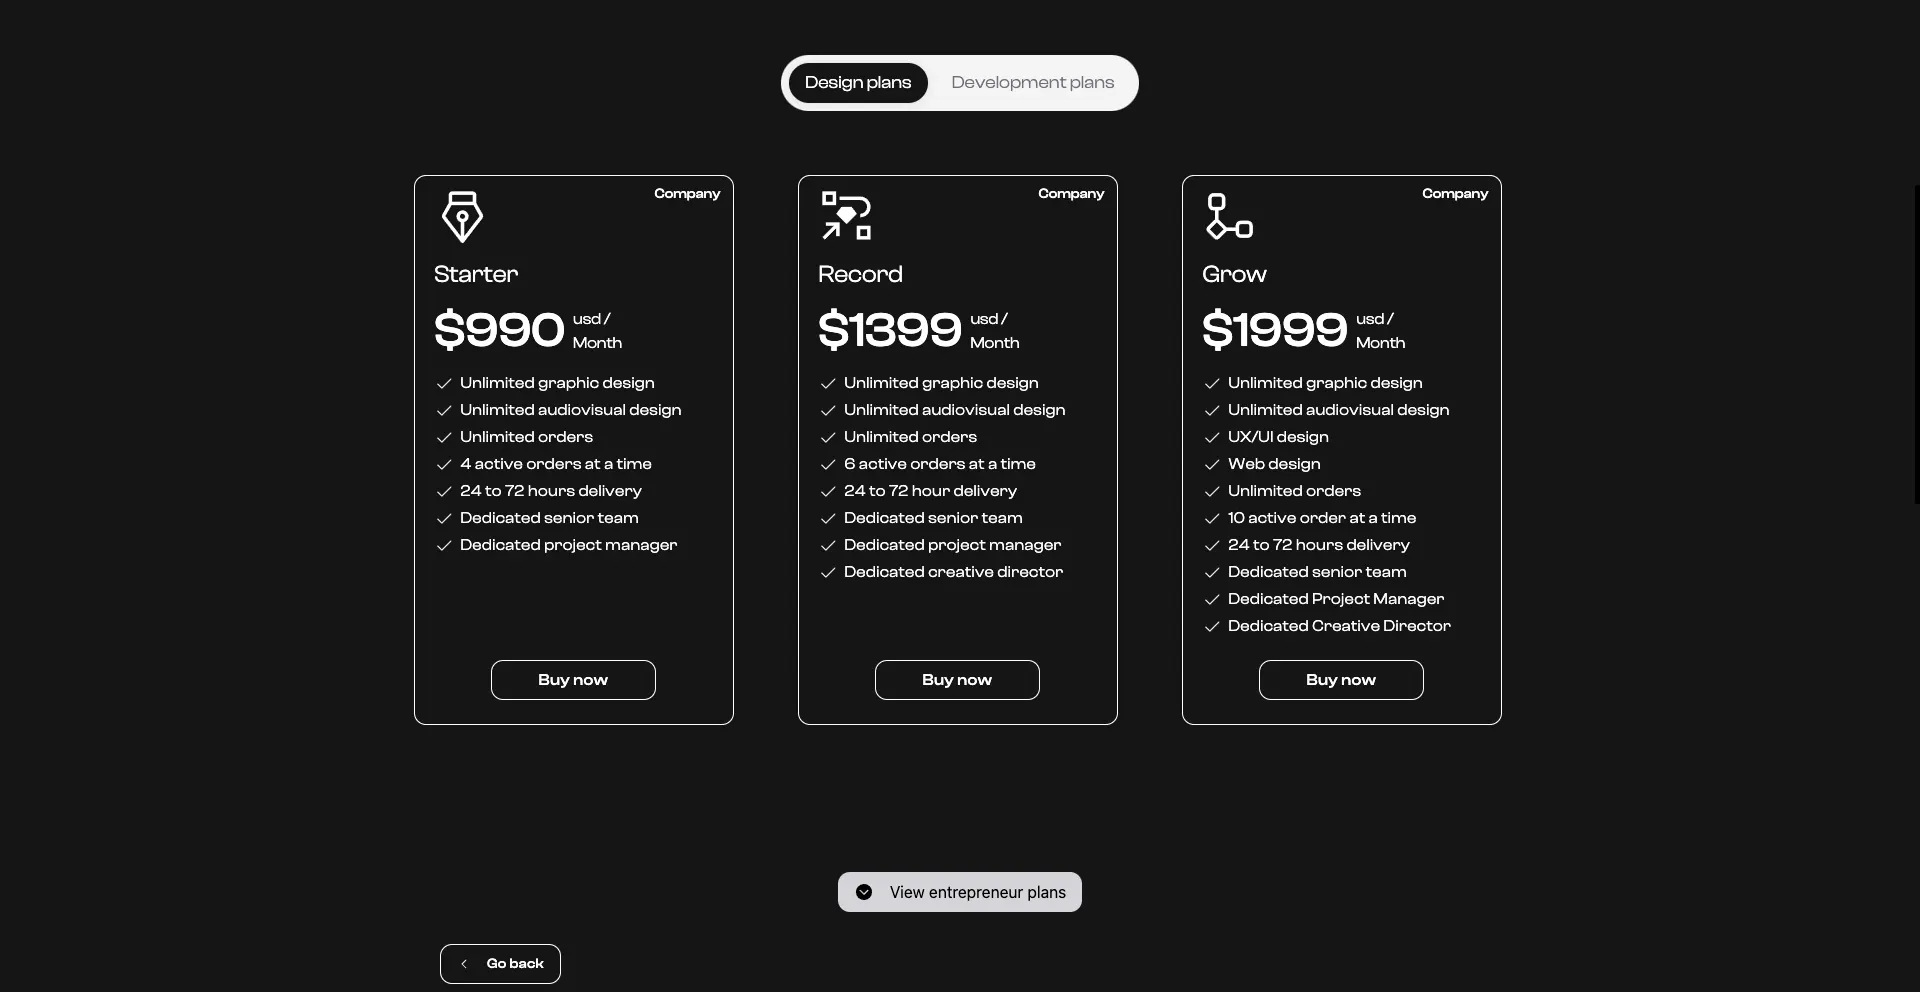 Design plans
Development plans
Company
Starter
$990 usd /
Month
Unlimited graphic design
Unlimited audiovisual design
Unlimited orders
4 active orders at a time
24 to 72 hours delivery
Dedicated senior team
Dedicated project manager
Buy now
Company
Record
$1399 usd /
Month
Unlimited graphic design
Unlimited audiovisual design
Unlimited orders
6 active orders at a time
24 to 72 hour delivery
Dedicated senior team
Dedicated project manager
Dedicated creative director
Buy now
Company
Grow
$1999 usd /
Month
Unlimited graphic design
Unlimited audiovisual design
UX/UI design
Web design
Unlimited orders
10 active order at a time
24 to 72 hours delivery
Dedicated senior team
Dedicated Project Manager
Dedicated Creative Director
Buy now
View entrepreneur plans
Go back